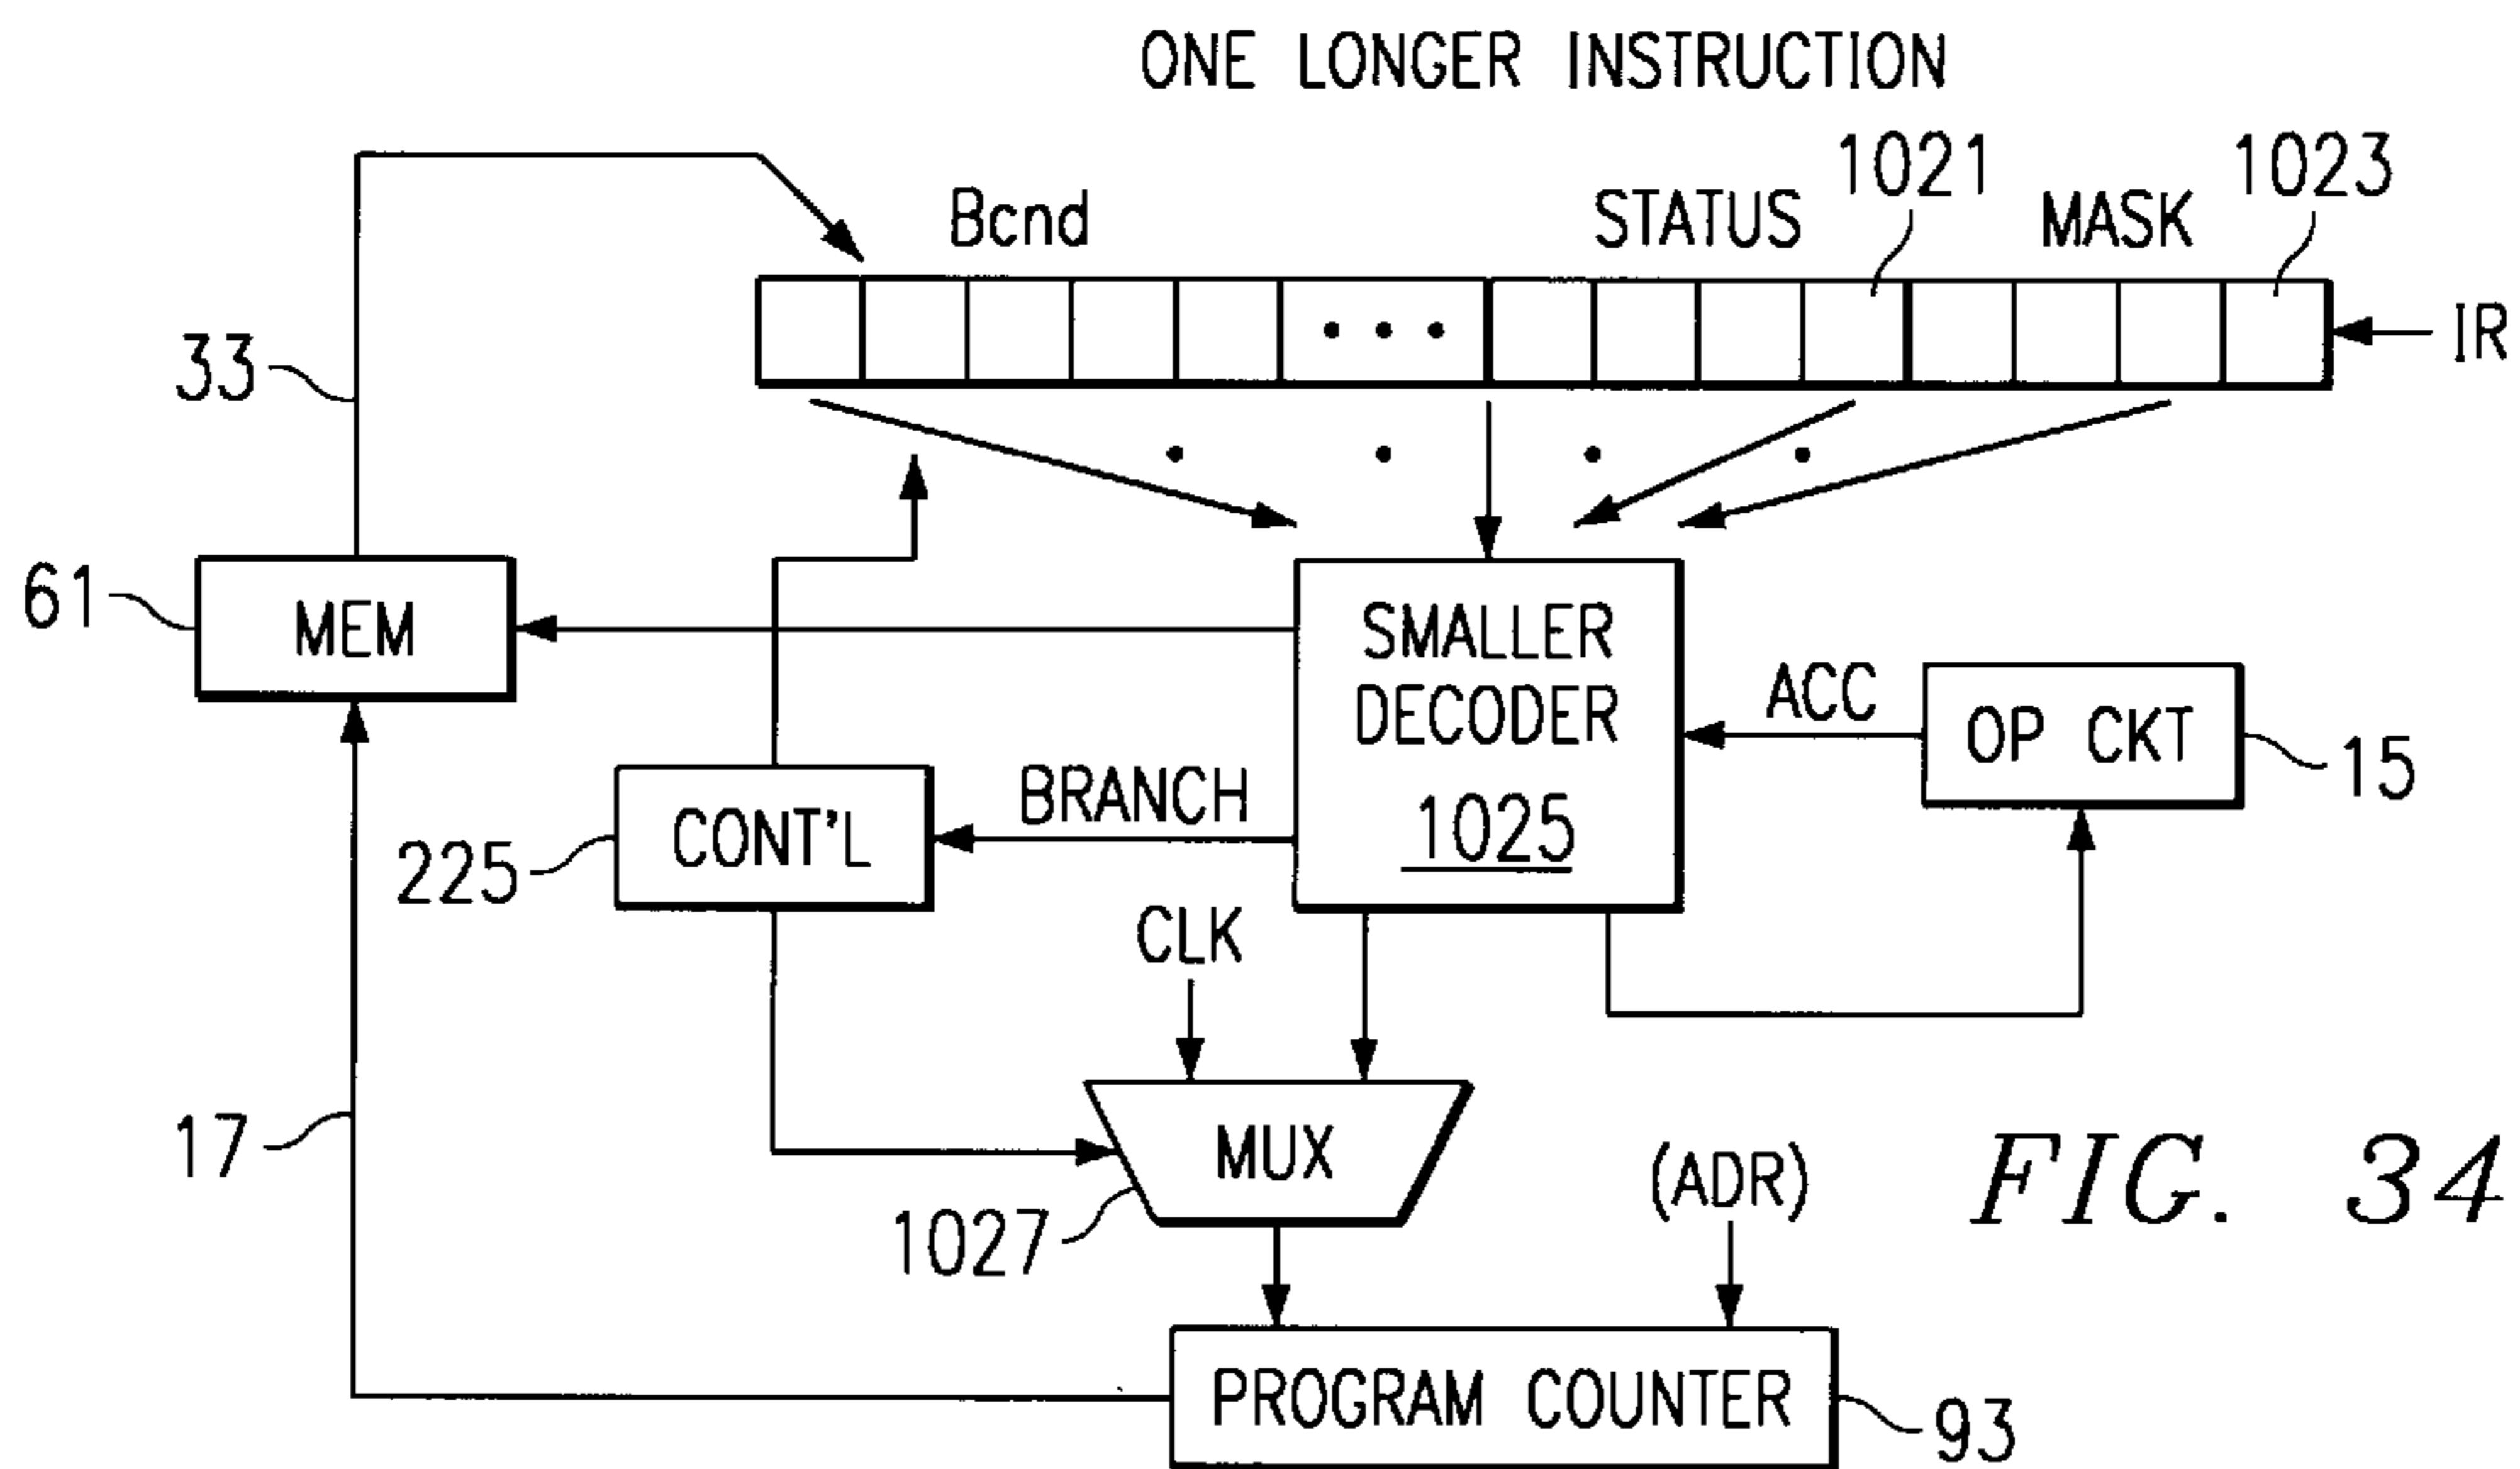 ONE LONGER INSTRUCTION
Bcnd
STATUS
1021
MASK
1023
IR
33
61
MEM
SMALLER
DECODER
1025
ACC
OP CKT
15
BRANCH
CONT'L
225
CLK
MUX
1027
17
(ADR)
FIG. 34
PROGRAM COUNTER
93